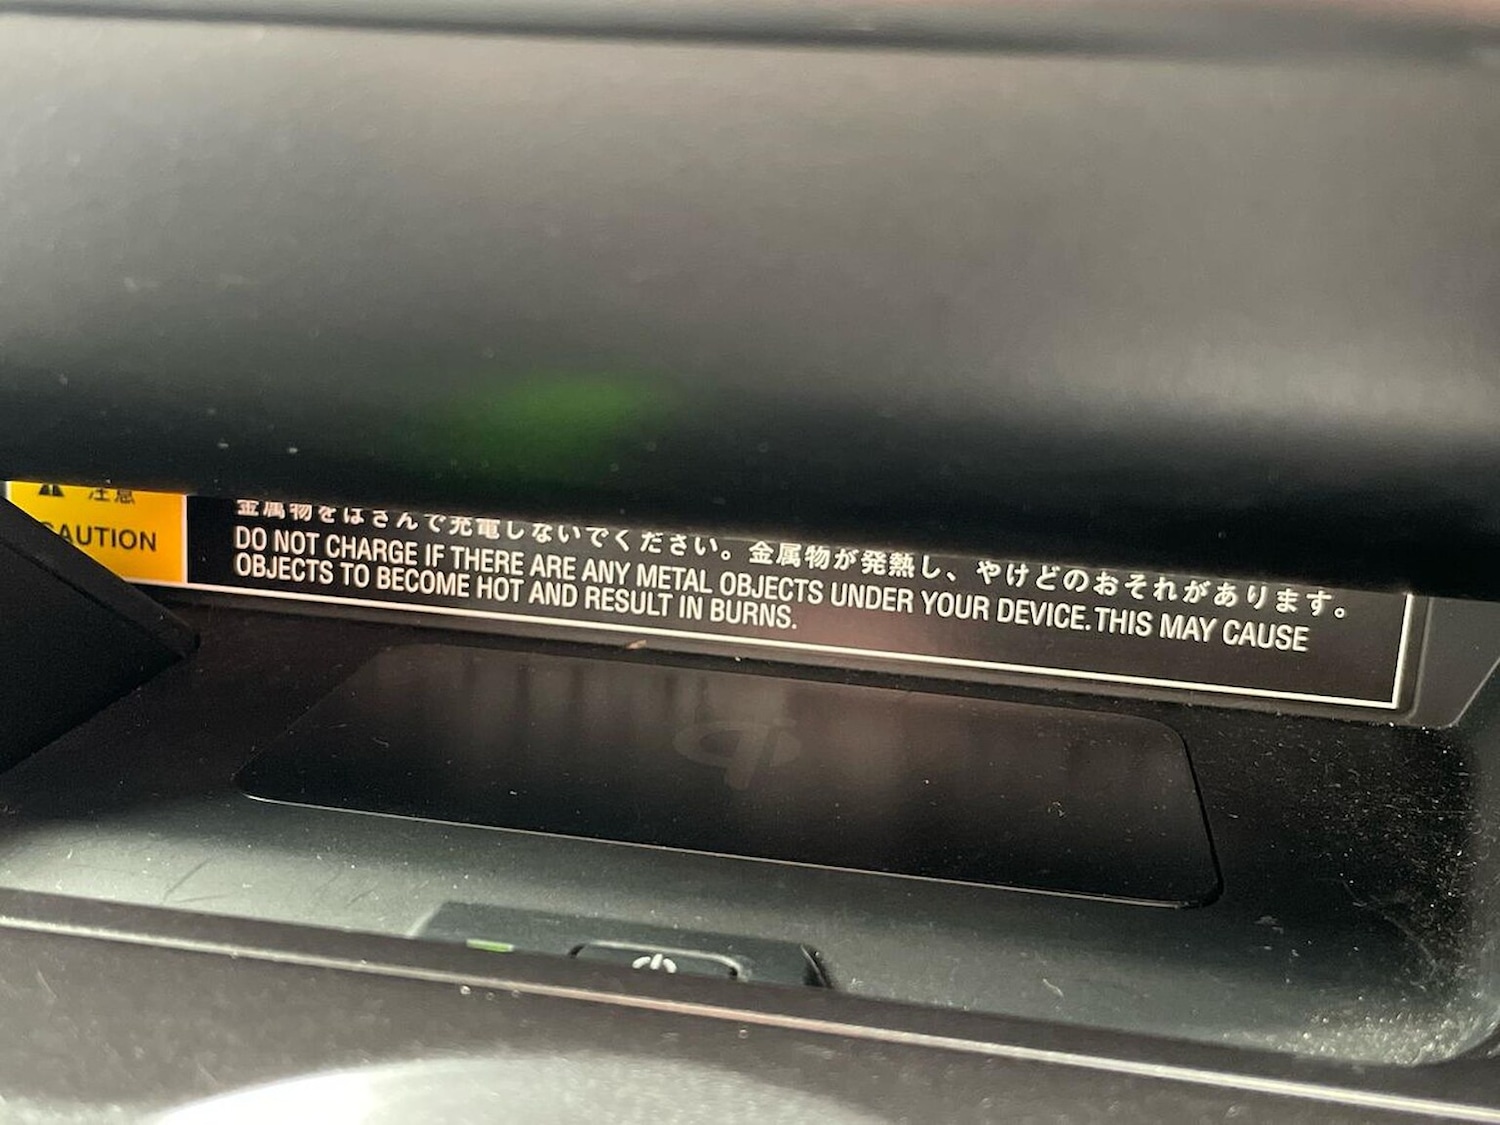 注意
CAUTION
金属物をはさんで充電しないでください。金属物が発熱し、やけどのおそれがあります。
DO NOT CHARGE IF THERE ARE ANY METAL OBJECTS UNDER YOUR DEVICE. THIS MAY CAUSE
OBJECTS TO BECOME HOT AND RESULT IN BURNS.